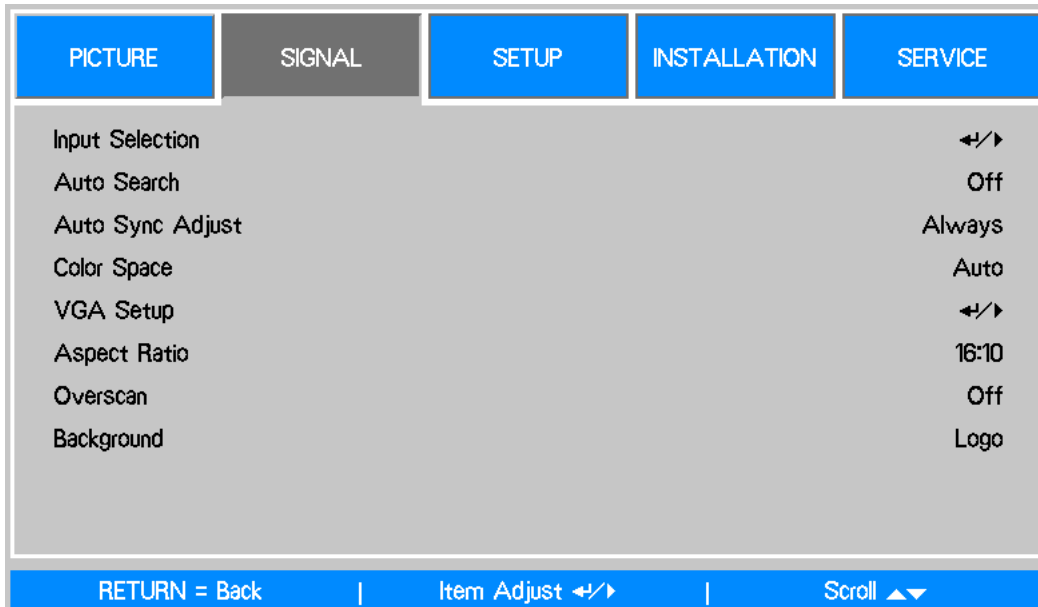 PICTURE SIGNAL SETUP INSTALLATION SERVICE
Input Selection ↵/▶
Auto Search Off
Auto Sync Adjust Always
Color Space Auto
VGA Setup ↵/▶
Aspect Ratio 16:10
Overscan Off
Background Logo
RETURN = Back | Item Adjust ↵/▶ | Scroll ▲▼